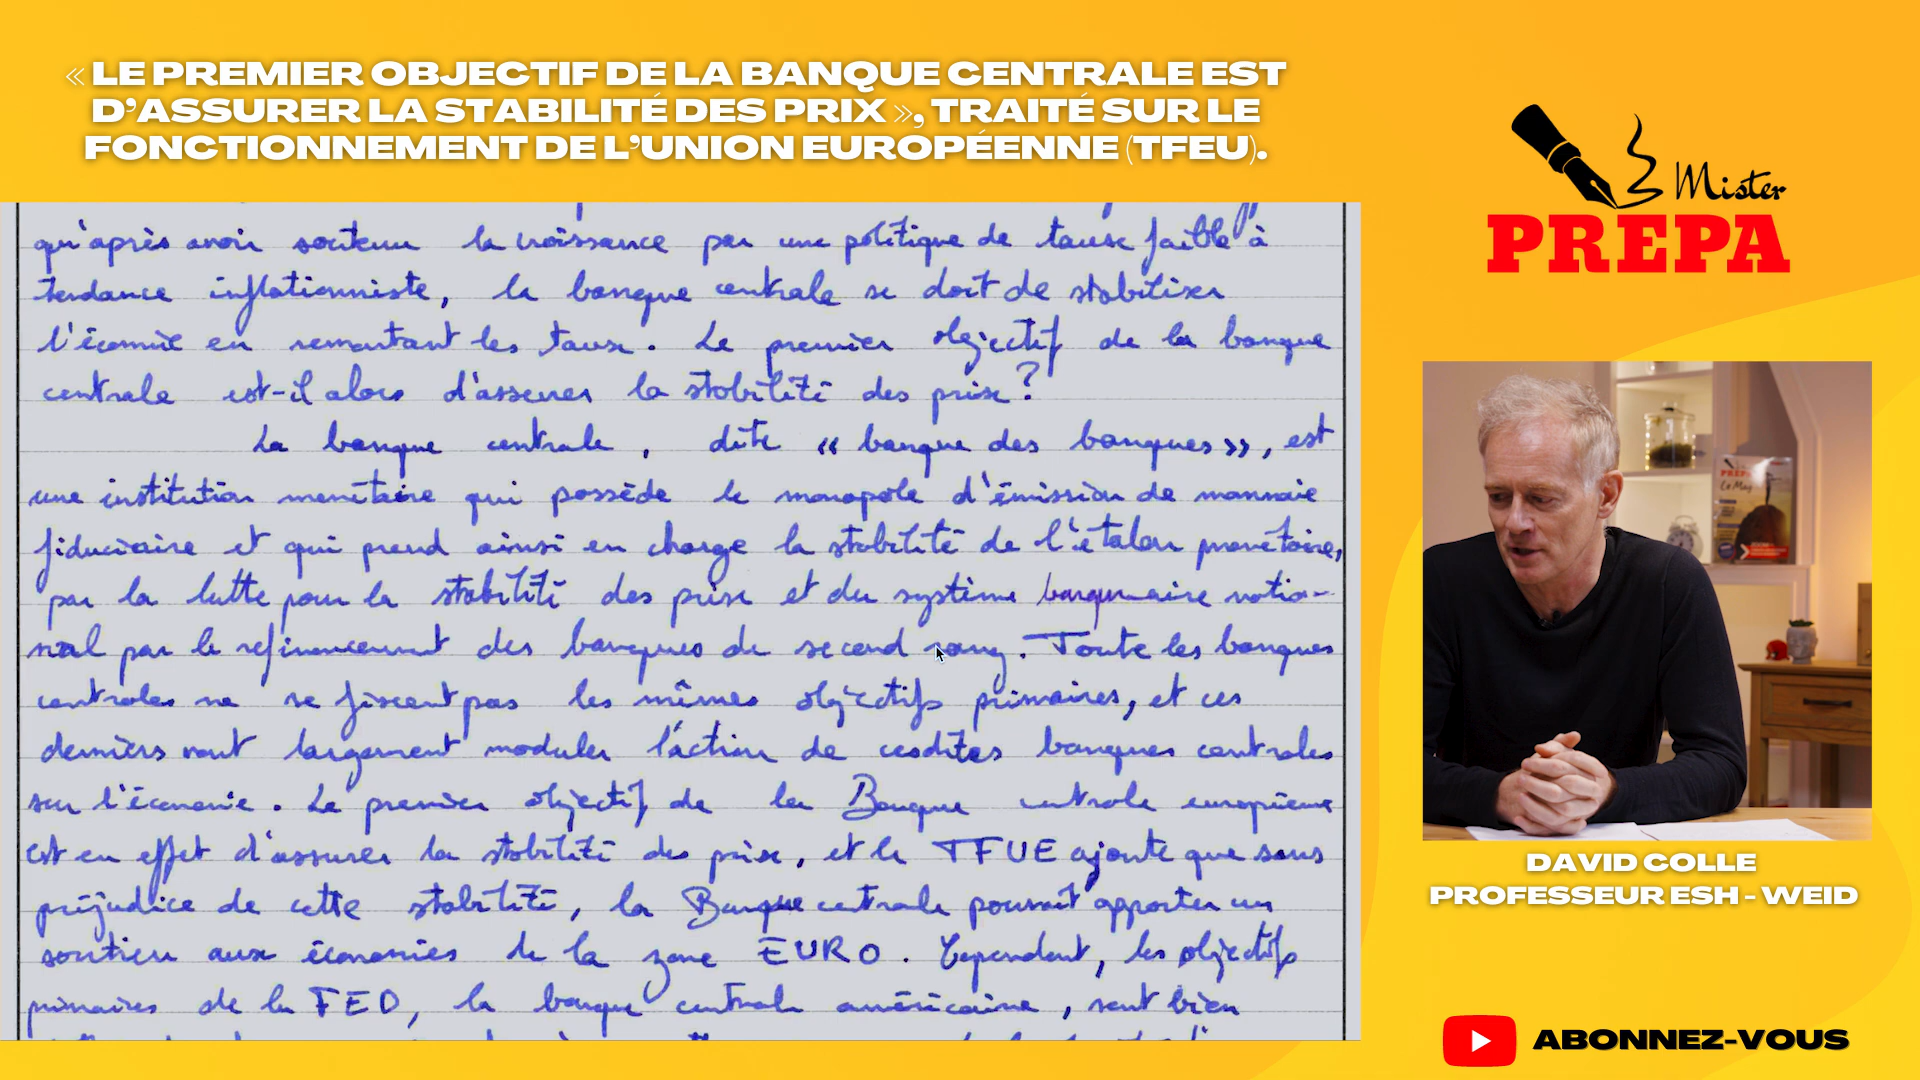 « LE PREMIER OBJECTIF DE LA BANQUE CENTRALE EST
D’ASSURER LA STABILITÉ DES PRIX », TRAITÉ SUR LE
FONCTIONNEMENT DE L’UNION EUROPÉENNE (TFEU).
qu'après avoir soutenu la croissance par une politique de taux faible à
tendance inflationniste, la banque centrale se doit de stabiliser
l'économie en remontant les taux. Le premier objectif de la banque
centrale est-il alors d'assurer la stabilité des prix ?
La banque centrale, dite « banque des banques », est
une institution monétaire qui possède le monopole d'émission de monnaie
fiduciaire et qui prend ainsi en charge la stabilité de l'étalon monétaire,
par la lutte pour la stabilité des prix et du système banquaire natio-
nal par le refinancement des banques de second rang. Toute les banques
centrales ne se fixent pas les mêmes objectifs primaires, et ces
derniers vont largement moduler l'action de cesdites banques centrales
sur l'économie. Le premier objectif de la Banque centrale européenne
est en effet d'assurer la stabilité des prix, et le TFUE ajoute que sans
préjudice de cette stabilité, la Banque centrale pouvait apporter un
soutien aux économies de la zone EURO. Cependant, les objectifs
primaires de la FED, la banque centrale américaine, sont bien
Mister
PREPA
PREPA
Le Mag
DAVID COLLE
PROFESSEUR ESH - WEID
ABONNEZ-VOUS